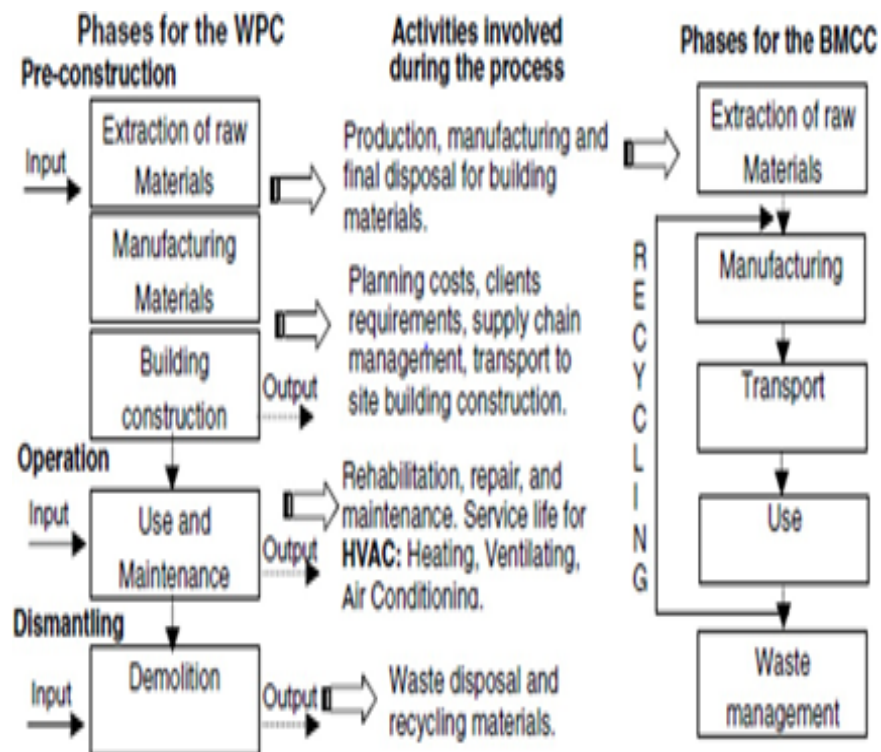 Phases for the WPC
Pre-construction
Extraction of raw
Materials
Input
Manufacturing
Materials
Building
construction
Output
Operation
Input
Use and
Maintenance
Output
Dismantling
Input
Demolition
Output
Activities involved
during the process
Production, manufacturing and
final disposal for building
materials.
Planning costs, clients
requirements, supply chain
management, transport to
site building construction.
Rehabilitation, repair, and
maintenance. Service life for
HVAC: Heating, Ventilating,
Air Conditioning.
Waste disposal and
recycling materials.
Phases for the BMCC
Extraction of raw
Materials
Manufacturing
Transport
Use
Waste
management
RECYCLING